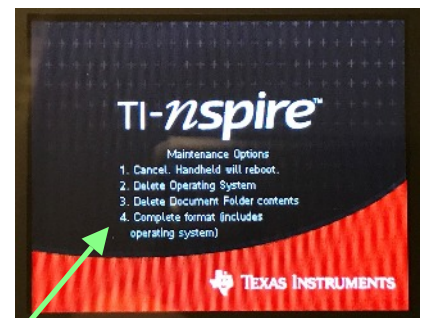 TI-nspire™
Maintenance Options
1. Cancel. Handheld will reboot.
2. Delete Operating System
3. Delete Document Folder contents
4. Complete format (includes
operating system)
TEXAS INSTRUMENTS